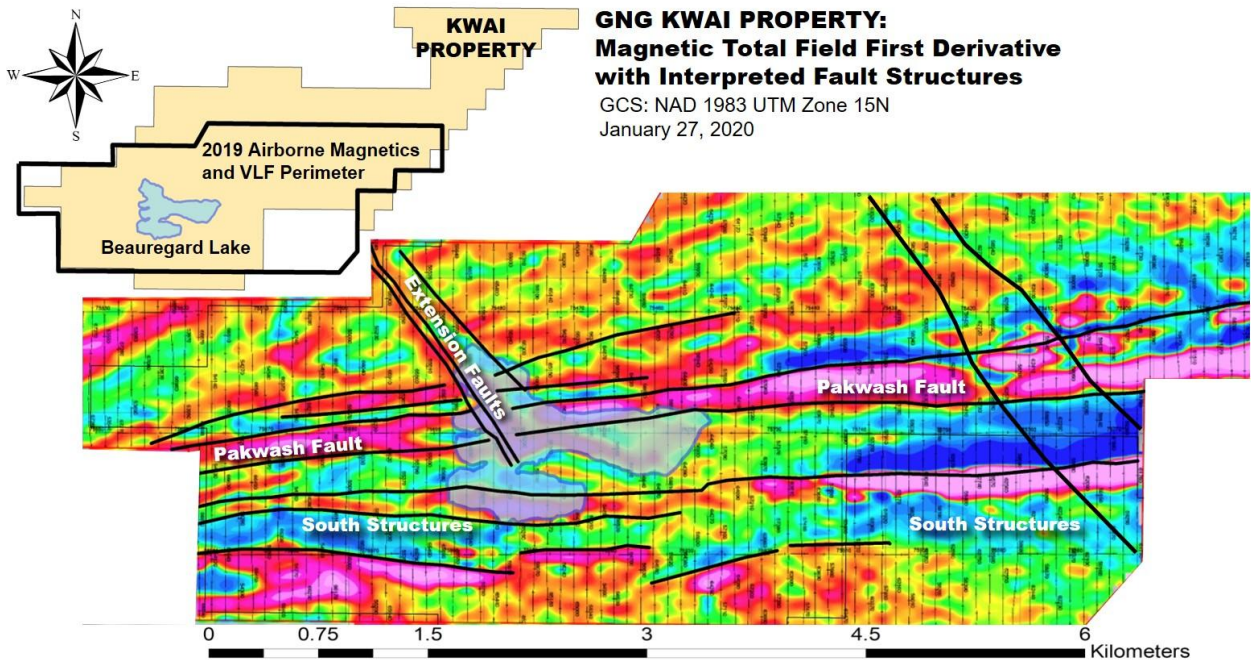 N
W
E
S
KWAI
PROPERTY
GNG KWAI PROPERTY:
Magnetic Total Field First Derivative
with Interpreted Fault Structures
GCS: NAD 1983 UTM Zone 15N
January 27, 2020
2019 Airborne Magnetics
and VLF Perimeter
Beauregard Lake
Extension Faults
Pakwash Fault
Pakwash Fault
South Structures
South Structures
0 0.75 1.5 3 4.5 6
Kilometers